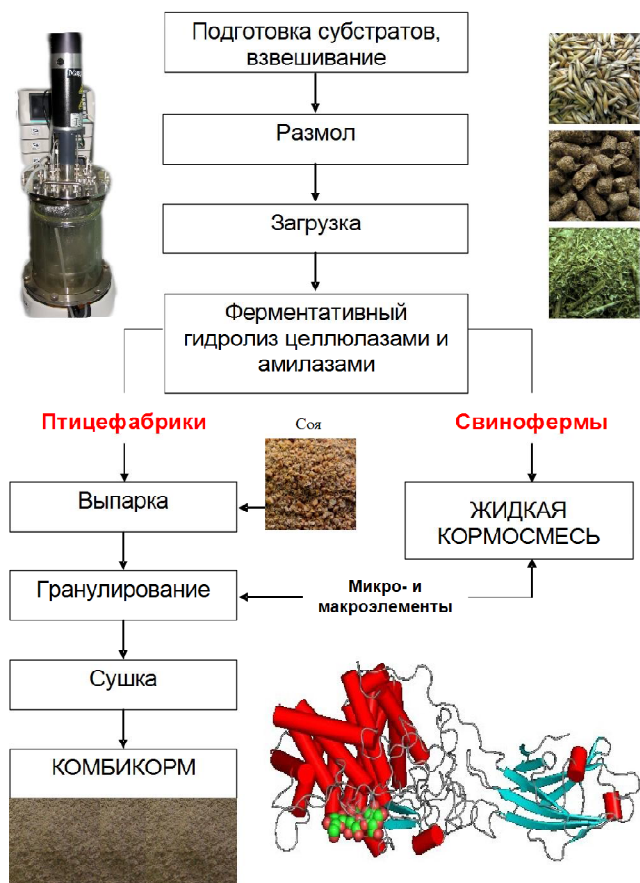 Подготовка субстратов,
взвешивание
Размол
Загрузка
Ферментативный
гидролиз целлюлазами и
амилазами
Птицефабрики
Соя
Свинофермы
Выпарка
ЖИДКАЯ
КОРМОСМЕСЬ
Гранулирование
Микро- и
макроэлементы
Сушка
КОМБИКОРМ